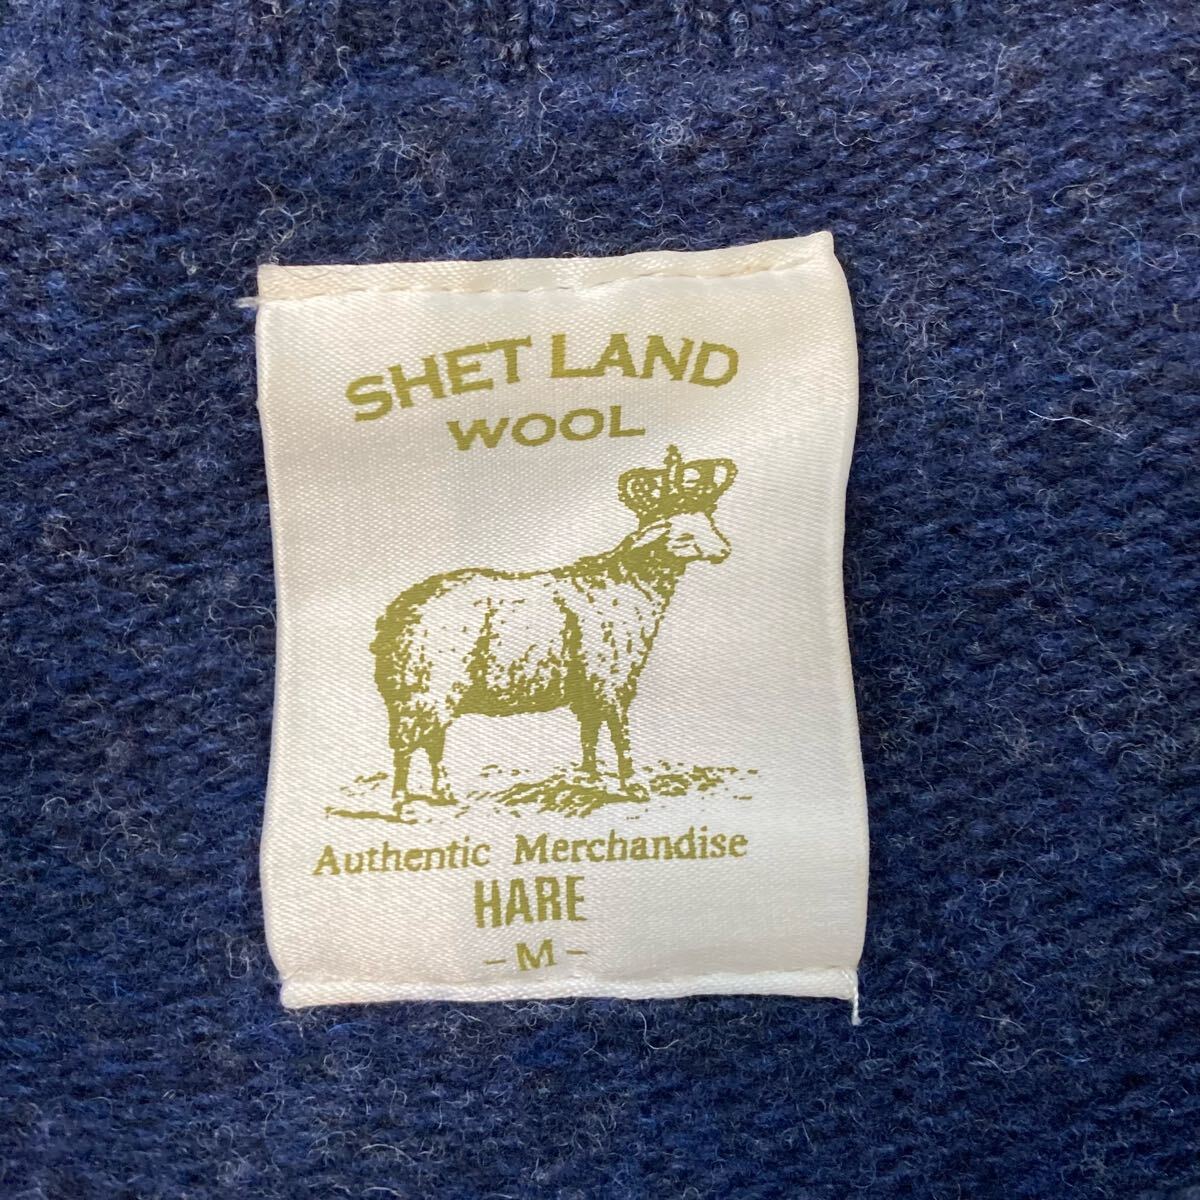 SHET LAND
WOOL
Authentic Merchandise
HARE
- M -